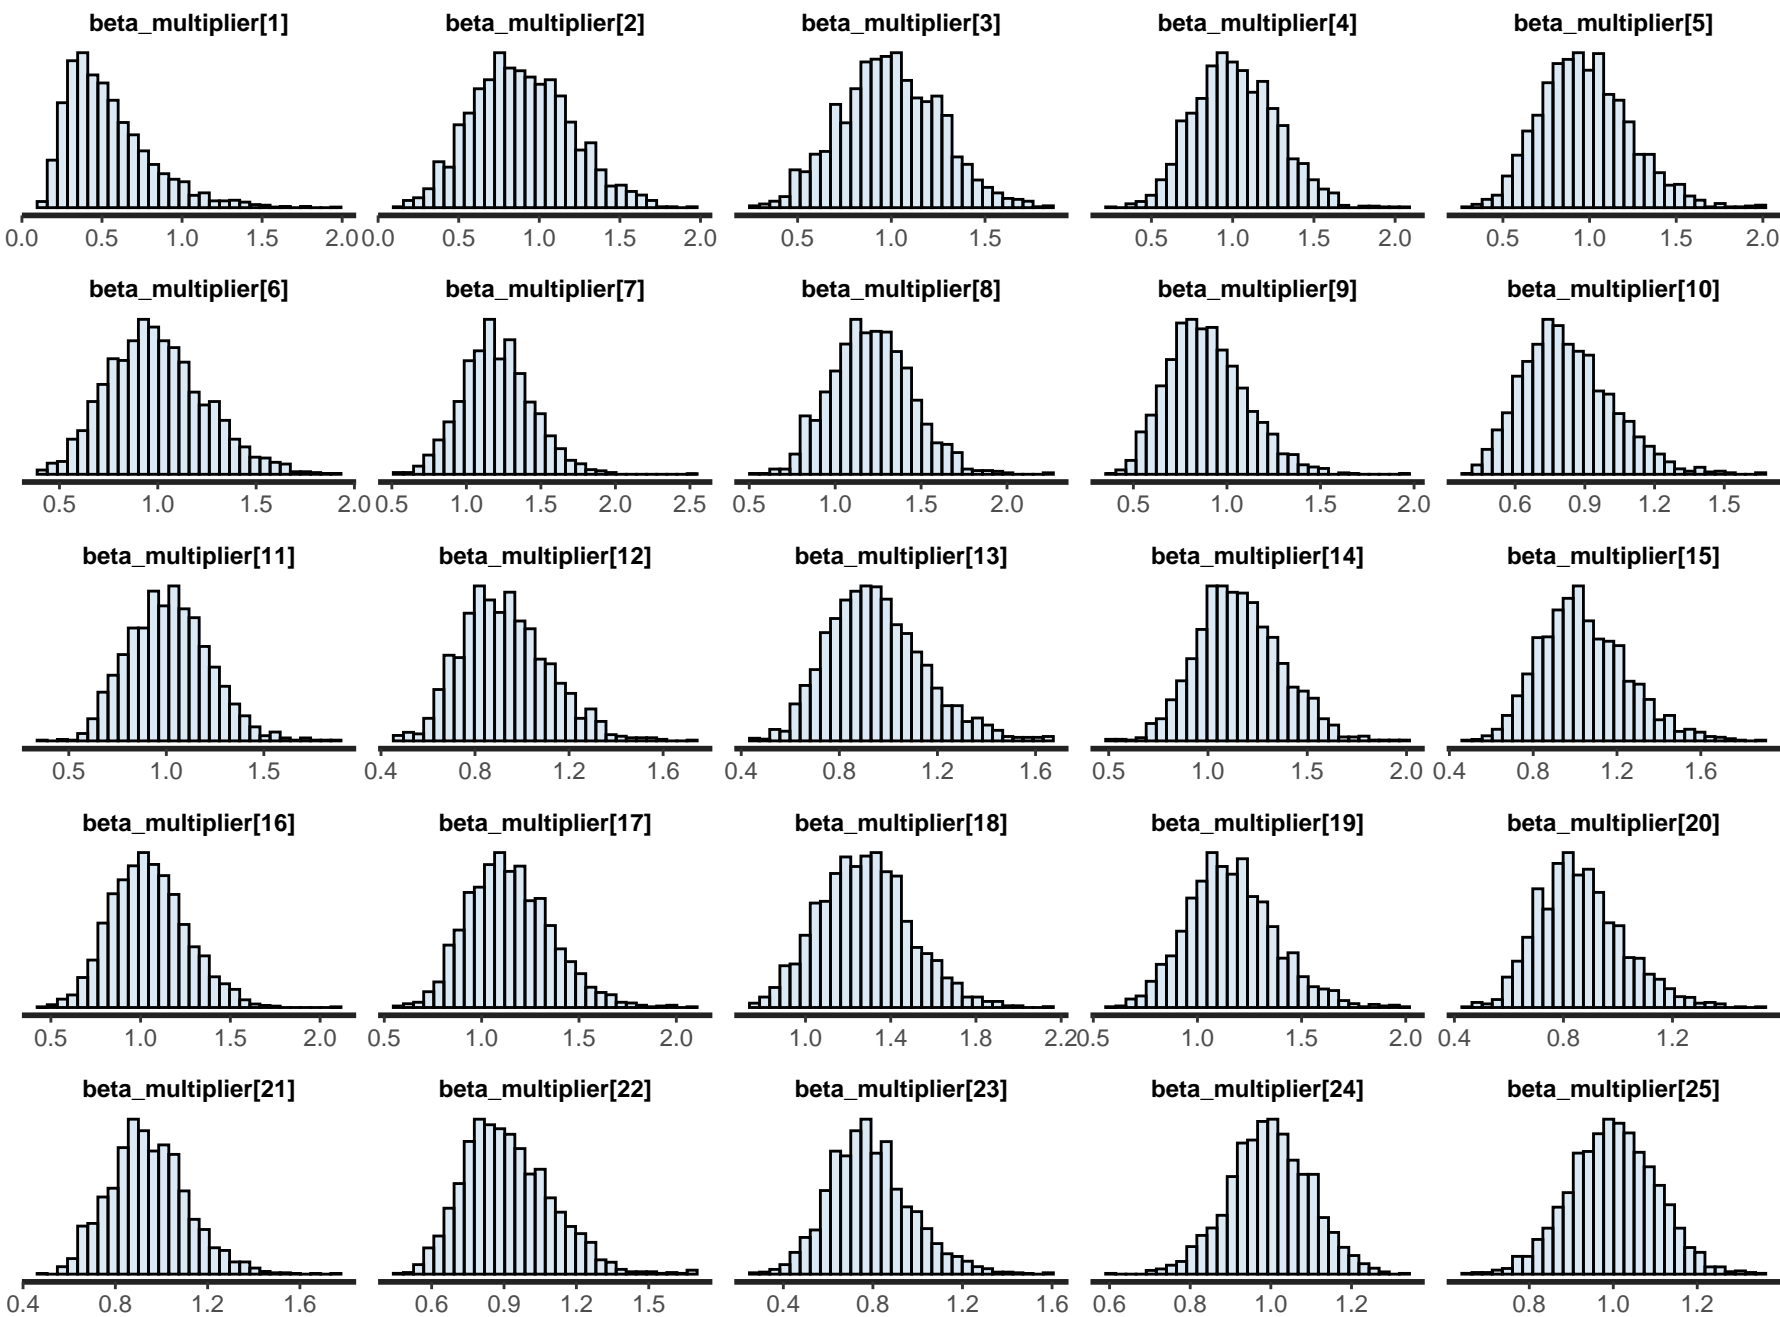 beta_multiplier[1] beta_multiplier[2] beta_multiplier[3] beta_multiplier[4] beta_multiplier[5]
0.0 0.5 1.0 1.5 2.0 0.0 0.5 1.0 1.5 2.0 0.5 1.0 1.5 0.5 1.0 1.5 2.0 0.5 1.0 1.5 2.0
beta_multiplier[6] beta_multiplier[7] beta_multiplier[8] beta_multiplier[9] beta_multiplier[10]
0.5 1.0 1.5 2.0 0.5 1.0 1.5 2.0 2.5 0.5 1.0 1.5 2.0 0.5 1.0 1.5 2.0 0.6 0.9 1.2 1.5
beta_multiplier[11] beta_multiplier[12] beta_multiplier[13] beta_multiplier[14] beta_multiplier[15]
0.5 1.0 1.5 0.4 0.8 1.2 1.6 0.4 0.8 1.2 1.6 0.5 1.0 1.5 2.0 0.4 0.8 1.2 1.6
beta_multiplier[16] beta_multiplier[17] beta_multiplier[18] beta_multiplier[19] beta_multiplier[20]
0.5 1.0 1.5 2.0 0.5 1.0 1.5 2.0 1.0 1.4 1.8 2.2 0.5 1.0 1.5 2.0 0.4 0.8 1.2
beta_multiplier[21] beta_multiplier[22] beta_multiplier[23] beta_multiplier[24] beta_multiplier[25]
0.4 0.8 1.2 1.6 0.6 0.9 1.2 1.5 0.4 0.8 1.2 1.6 0.6 0.8 1.0 1.2 0.8 1.0 1.2